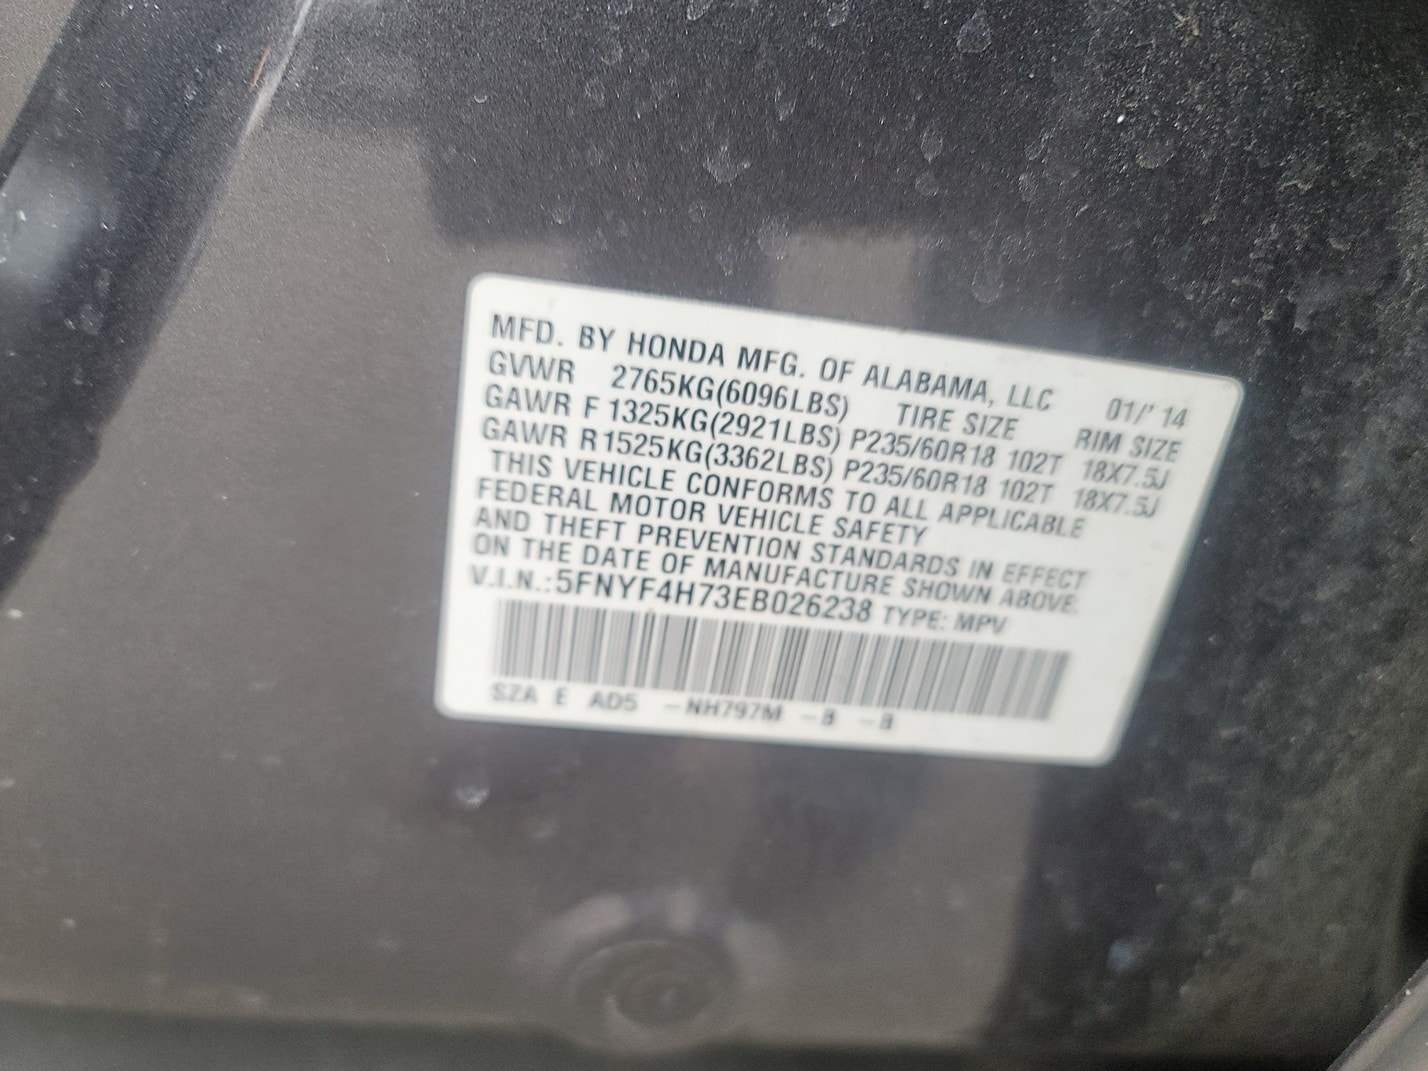 MFD. BY HONDA MFG. OF ALABAMA, LLC 01/' 14
GVWR 2765KG(6096LBS) TIRE SIZE RIM SIZE
GAWR F 1325KG(2921LBS) P235/60R18 102T 18X7.5J
GAWR R1525KG(3362LBS) P235/60R18 102T 18X7.5J
THIS VEHICLE CONFORMS TO ALL APPLICABLE
FEDERAL MOTOR VEHICLE SAFETY
AND THEFT PREVENTION STANDARDS IN EFFECT
ON THE DATE OF MANUFACTURE SHOWN ABOVE.
V.I.N.:5FNYF4H73EB026238 TYPE: MPV
SZA E AD5 -NH797M -B -B